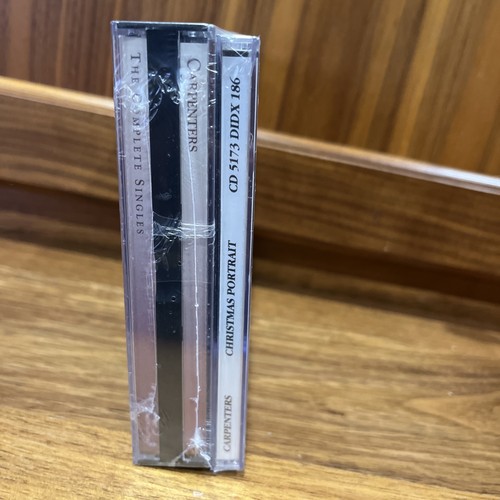 THE COMPLETE SINGLES
CARPENTERS
CARPENTERS CHRISTMAS PORTRAIT CD 5173 DIDX 186